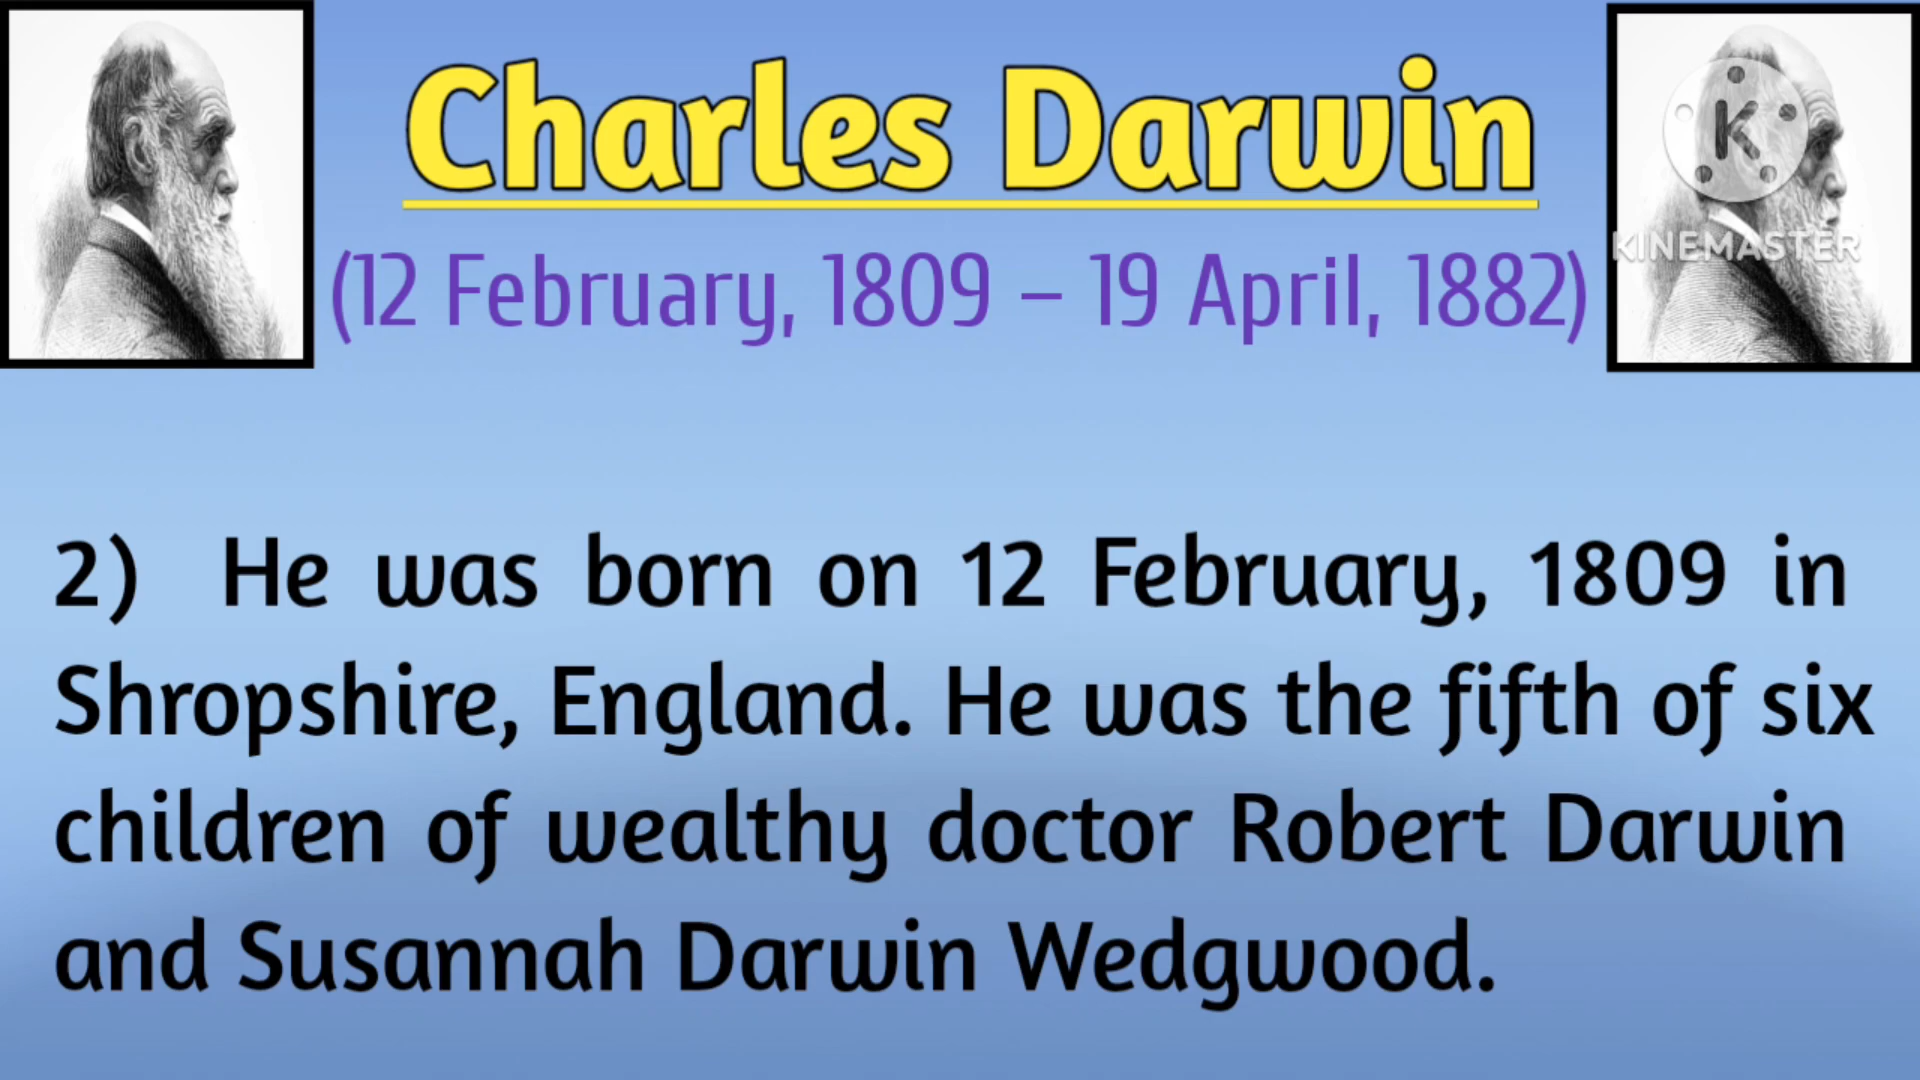 Charles Darwin
(12 February, 1809 – 19 April, 1882)
K
KINEMASTER
2) He was born on 12 February, 1809 in
Shropshire, England. He was the fifth of six
children of wealthy doctor Robert Darwin
and Susannah Darwin Wedgwood.